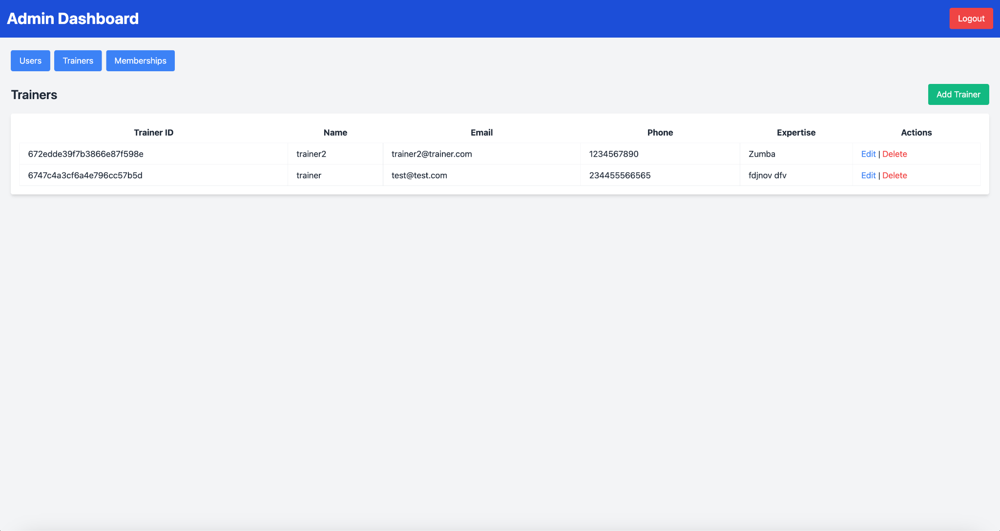 Admin Dashboard Logout
Users Trainers Memberships
Trainers Add Trainer
Trainer ID Name Email Phone Expertise Actions
672edde39f7b3866e87f598e trainer2 trainer2@trainer.com 1234567890 Zumba Edit | Delete
6747c4a3cf6a4e796cc57b5d trainer test@test.com 234455566565 fdjnov dfv Edit | Delete